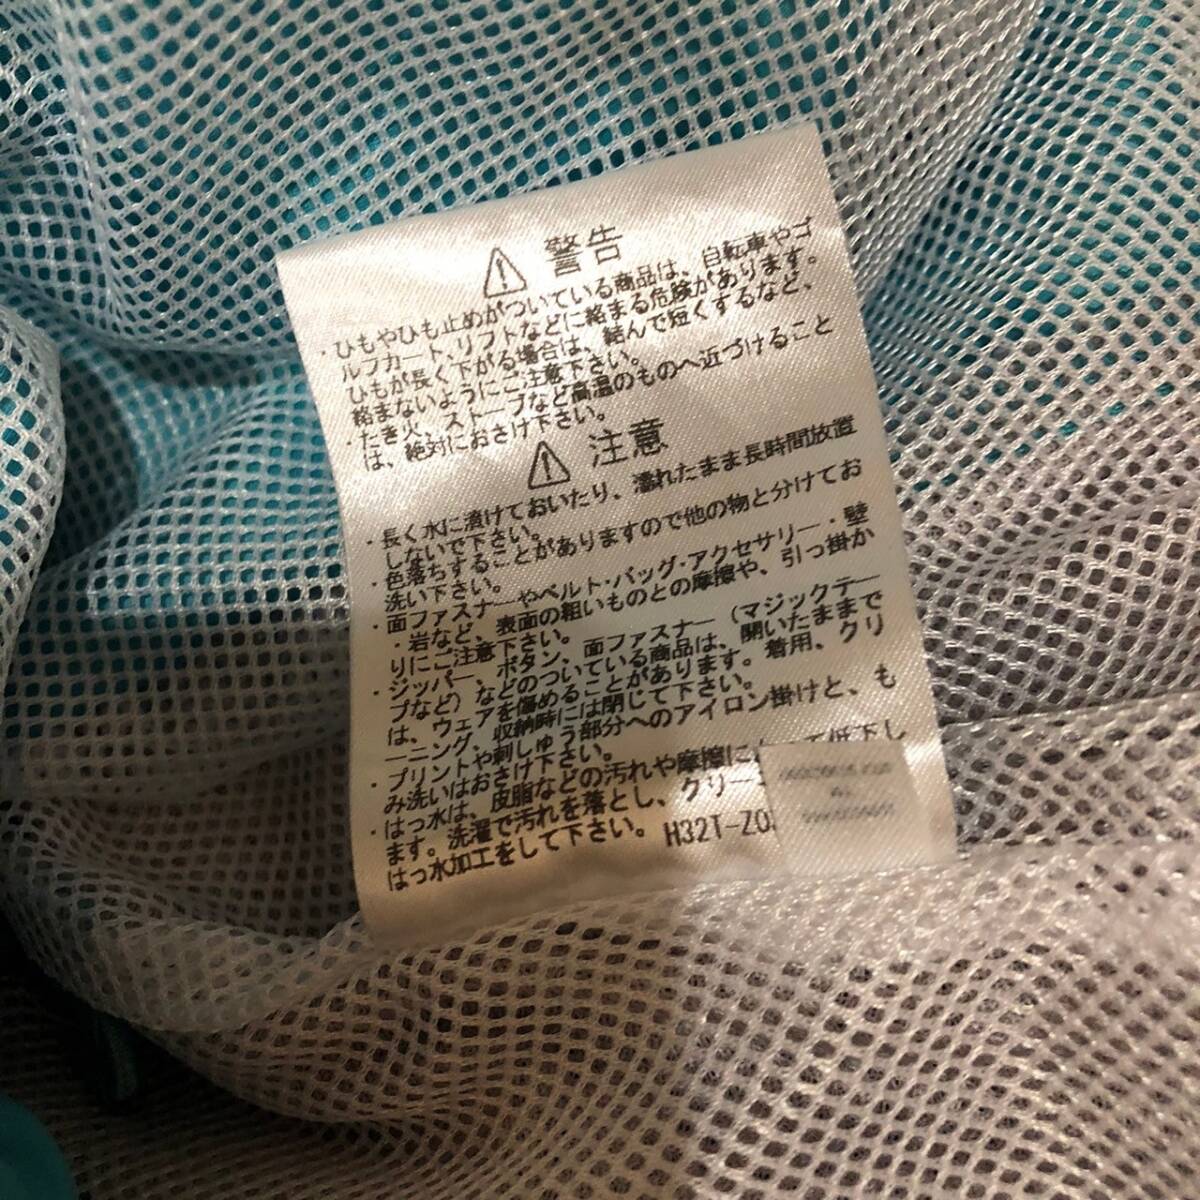 警告
・ひもやひも止めがついている商品は、自転車やゴ
ルフカート、リフトなどに絡まる危険があります。
ひもが長く下がる場合は、結んで短くするなど、
絡まないようにご注意下さい。
・たき火、ストーブなど高温のものへ近づけること
は、絶対におさけ下さい。
注意
・長く水に漬けておいたり、濡れたまま長時間放置
しないで下さい。
・色落ちすることがありますので他の物と分けてお
洗い下さい。
・面ファスナーやベルト・バッグ・アクセサリー・壁
・岩など、表面の粗いものとの摩擦や、引っ掛か
りにご注意下さい。
・ジッパー、ボタン、面ファスナー（マジックテー
プなど）などのついている商品は、開いたままで
は、ウェアを傷めることがあります。着用、クリ
ーニング、収納時には閉じて下さい。
・プリントや刺しゅう部分へのアイロン掛けと、も
み洗いはおさけ下さい。
・はっ水は、皮脂などの汚れや摩擦に って低下し
ます。洗濯で汚れを落とし、クリー
はっ水加工をして下さい。 H32T-Z0